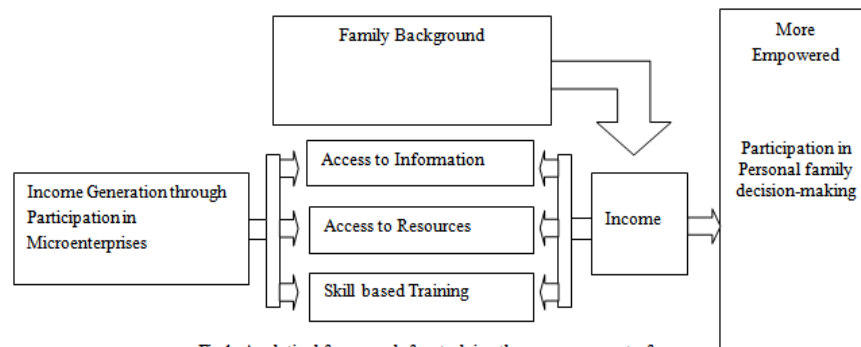 Family Background
More
Empowered
Access to Information
Participation in
Personal family
decision-making
Income Generation through
Participation in
Microenterprises
Access to Resources
Income
Skill based Training